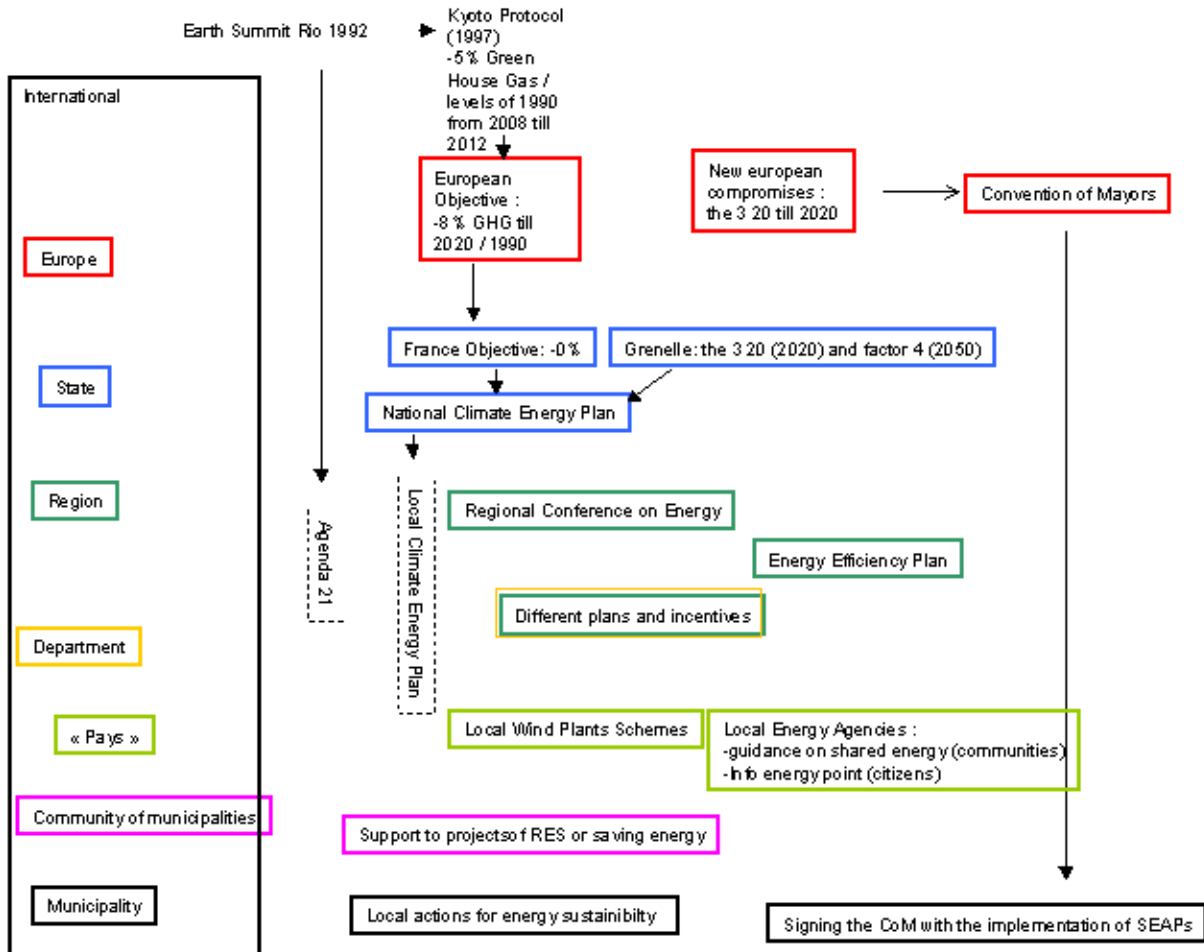 Earth Summit Rio 1992
Kyoto Protocol
(1997)
-5% Green
House Gas /
levels of 1990
from 2008 till
2012
International
European
Objective :
-8% GHG till
2020 / 1990
New european
compromises :
the 3 20 till 2020
Convention of Mayors
Europe
France Objective: -0%
Grenelle: the 3 20 (2020) and factor 4 (2050)
State
National Climate Energy Plan
Region
Agenda 21
Local Climate Energy Plan
Regional Conference on Energy
Energy Efficiency Plan
Different plans and incentives
Department
« Pays »
Local Wind Plants Schemes
Local Energy Agencies :
-guidance on shared energy (communities)
-Info energy point (citizens)
Community of municipalities
Support to projectsof RES or saving energy
Municipality
Local actions for energy sustainibilty
Signing the CoM with the implementation of SEAPs